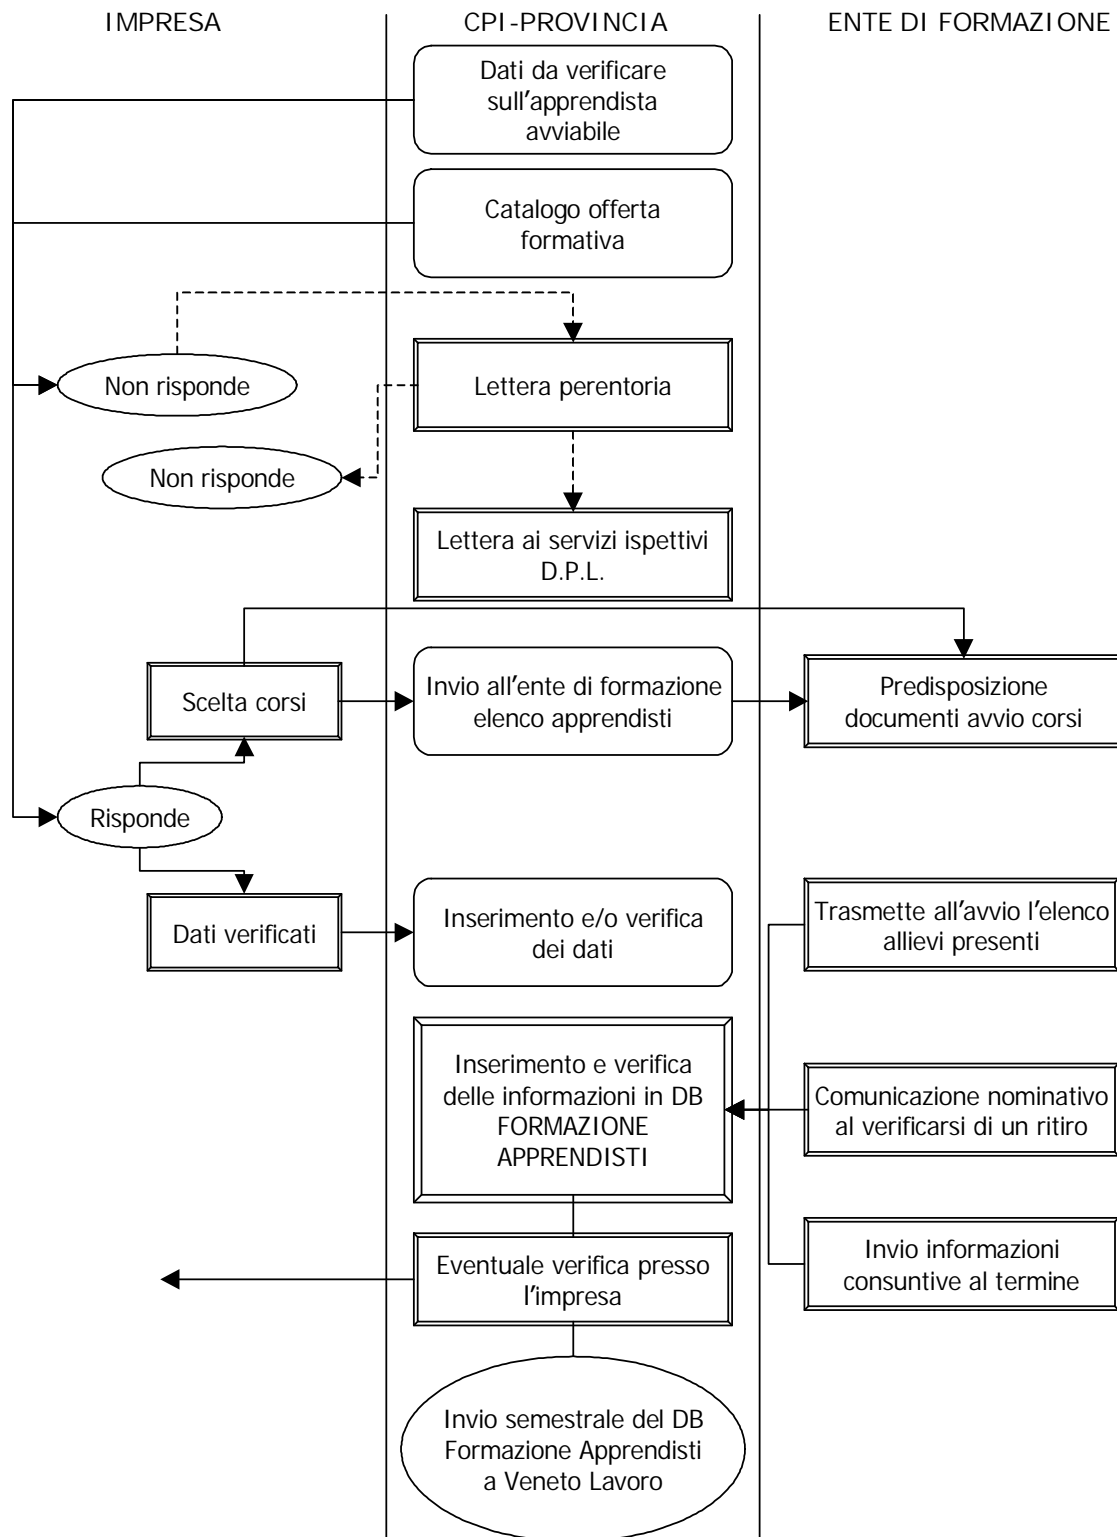 IMPRESA
CPI-PROVINCIA
ENTE DI FORMAZIONE
Dati da verificare
sull'apprendista
avviabile
Catalogo offerta
formativa
Non risponde
Lettera perentoria
Non risponde
Lettera ai servizi ispettivi
D.P.L.
Scelta corsi
Invio all'ente di formazione
elenco apprendisti
Predisposizione
documenti avvio corsi
Risponde
Dati verificati
Inserimento e/o verifica
dei dati
Trasmette all'avvio l'elenco
allievi presenti
Inserimento e verifica
delle informazioni in DB
FORMAZIONE
APPRENDISTI
Comunicazione nominativo
al verificarsi di un ritiro
Eventuale verifica presso
l'impresa
Invio informazioni
consuntive al termine
Invio semestrale del DB
Formazione Apprendisti
a Veneto Lavoro